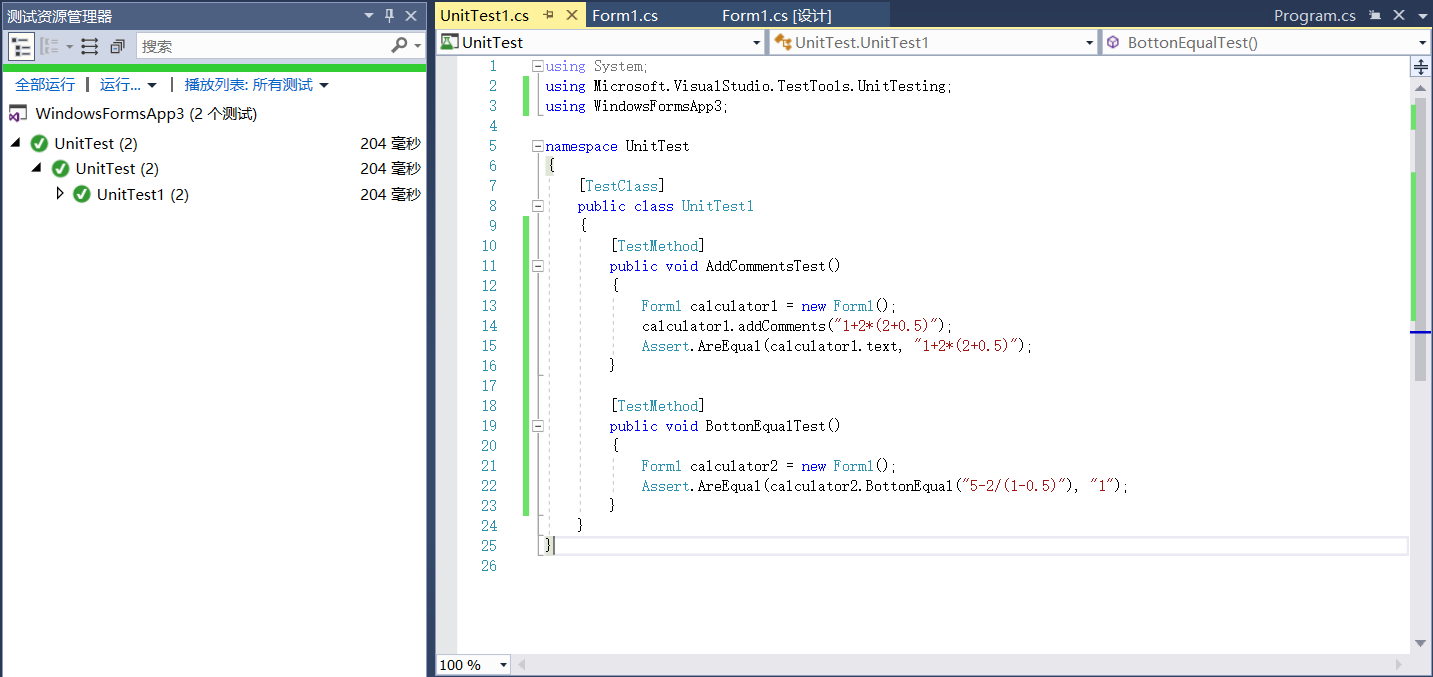 测试资源管理器
搜索
全部运行 | 运行... | 播放列表: 所有测试
WindowsFormsApp3 (2 个测试)
UnitTest (2) 204 毫秒
UnitTest (2) 204 毫秒
UnitTest1 (2) 204 毫秒
UnitTest1.cs Form1.cs Form1.cs [设计] Program.cs
UnitTest UnitTest.UnitTest1 BottonEqualTest()
1 using System;
2 using Microsoft.VisualStudio.TestTools.UnitTesting;
3 using WindowsFormsApp3;
4
5 namespace UnitTest
6 {
7 [TestClass]
8 public class UnitTest1
9 {
10 [TestMethod]
11 public void AddCommentsTest()
12 {
13 Form1 calculator1 = new Form1();
14 calculator1.addComments("1+2*(2+0.5)");
15 Assert.AreEqual(calculator1.text, "1+2*(2+0.5)");
16 }
17
18 [TestMethod]
19 public void BottonEqualTest()
20 {
21 Form1 calculator2 = new Form1();
22 Assert.AreEqual(calculator2.BottonEqual("5-2/(1-0.5)"), "1");
23 }
24 }
25 }
26
100 %